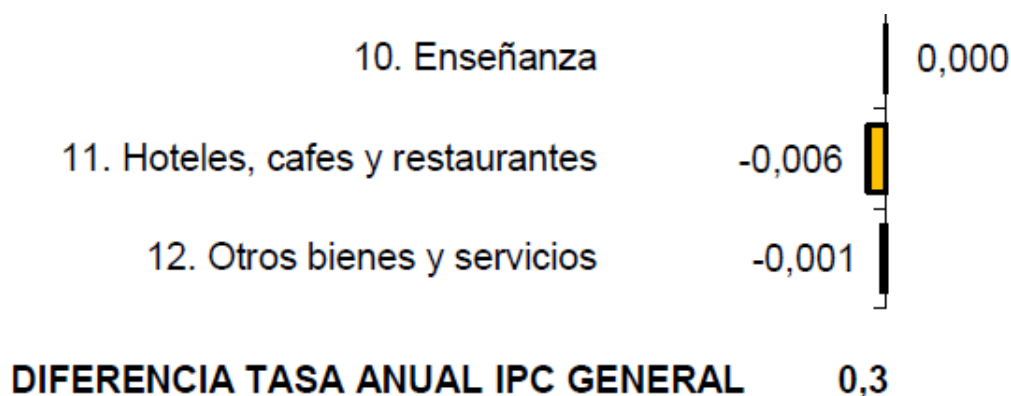 10. Enseñanza 0,000
11. Hoteles, cafes y restaurantes -0,006
12. Otros bienes y servicios -0,001
DIFERENCIA TASA ANUAL IPC GENERAL 0,3